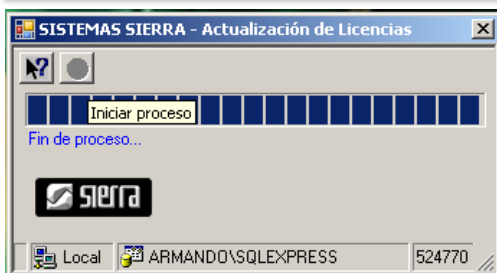 SISTEMAS SIERRA - Actualización de Licencias
Iniciar proceso
Fin de proceso...
sierra
Local ARMANDO\SQLEXPRESS 524770